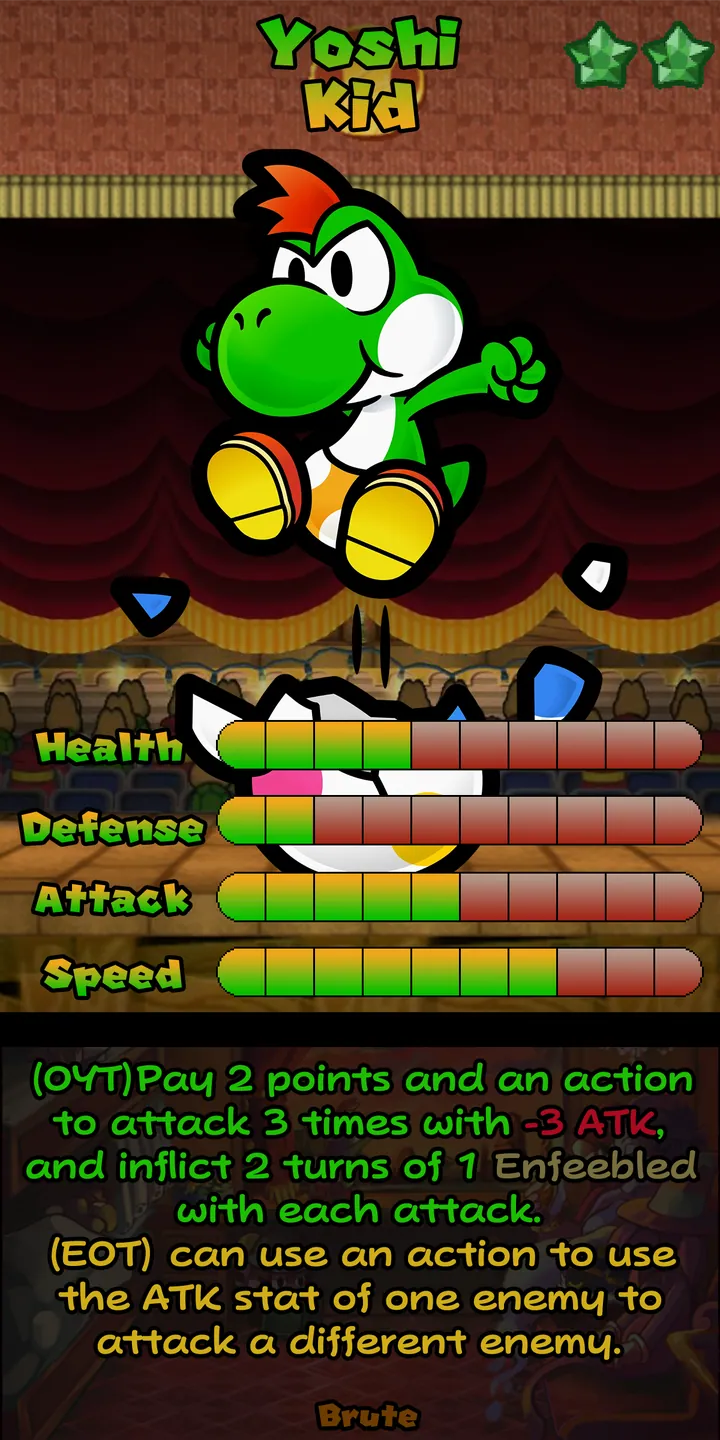 Yoshi
Kid
Health
Defense
Attack
Speed
(OYT)Pay 2 points and an action
to attack 3 times with -3 ATK,
and inflict 2 turns of 1 Enfeebled
with each attack.
(EOT) can use an action to use
the ATK stat of one enemy to
attack a different enemy.
Brute